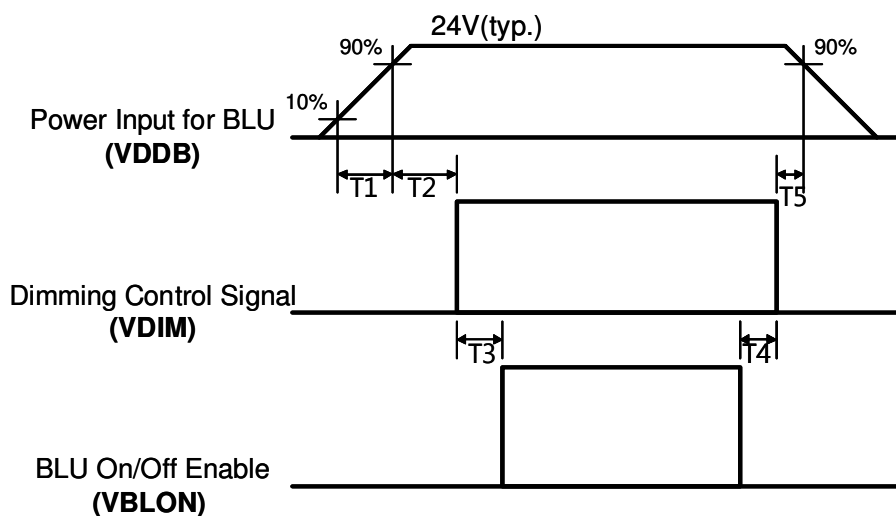 24V(typ.)
90%
90%
10%
Power Input for BLU
(VDDB)
T1
T2
T5
Dimming Control Signal
(VDIM)
T3
T4
BLU On/Off Enable
(VBLON)